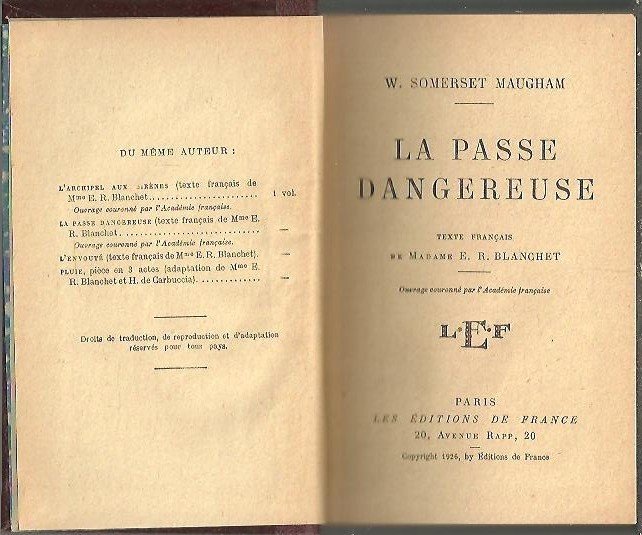 DU MÊME AUTEUR :
L'ARCHIPEL AUX SIRÈNES (texte français de
Mme E. R. Blanchet........................ 1 vol.
Ouvrage couronné par l'Académie française.
LA PASSE DANGEREUSE (texte français de Mme E.
R. Blanchet.............................. —
Ouvrage couronné par l'Académie française.
L'ENVOUTÉ (texte français de Mme E. R. Blanchet). —
PLUIE, pièce en 3 actes (adaptation de Mme E.
R. Blanchet et H. de Carbuccia).............. —
Droits de traduction, de reproduction et d'adaptation
réservés pour tous pays.
W. SOMERSET MAUGHAM
LA PASSE
DANGEREUSE
TEXTE FRANÇAIS
DE MADAME E. R. BLANCHET
Ouvrage couronné par l'Académie française
L·E·F
PARIS
LES ÉDITIONS DE FRANCE
20, AVENUE RAPP, 20
Copyright 1926, by Éditions de France